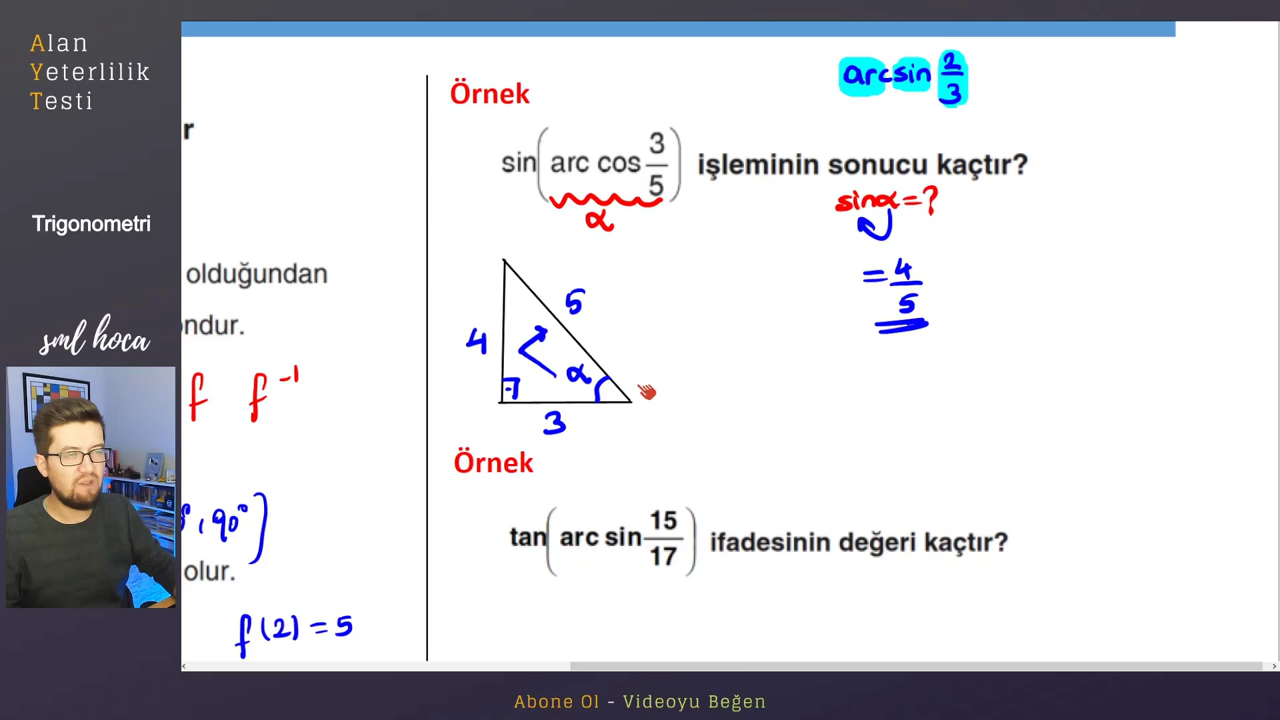 Alan
Yeterlilik
Testi
Trigonometri
sml hoca
r
olduğundan
ondur.
f f⁻¹
, 90°)
olur.
f(2) = 5
Örnek
arcsin 2/3
sin(arc cos 3/5) işleminin sonucu kaçtır?
α
sinα = ?
= 4/5
5
4
α
3
Örnek
tan(arc sin 15/17) ifadesinin değeri kaçtır?
Abone Ol - Videoyu Beğen